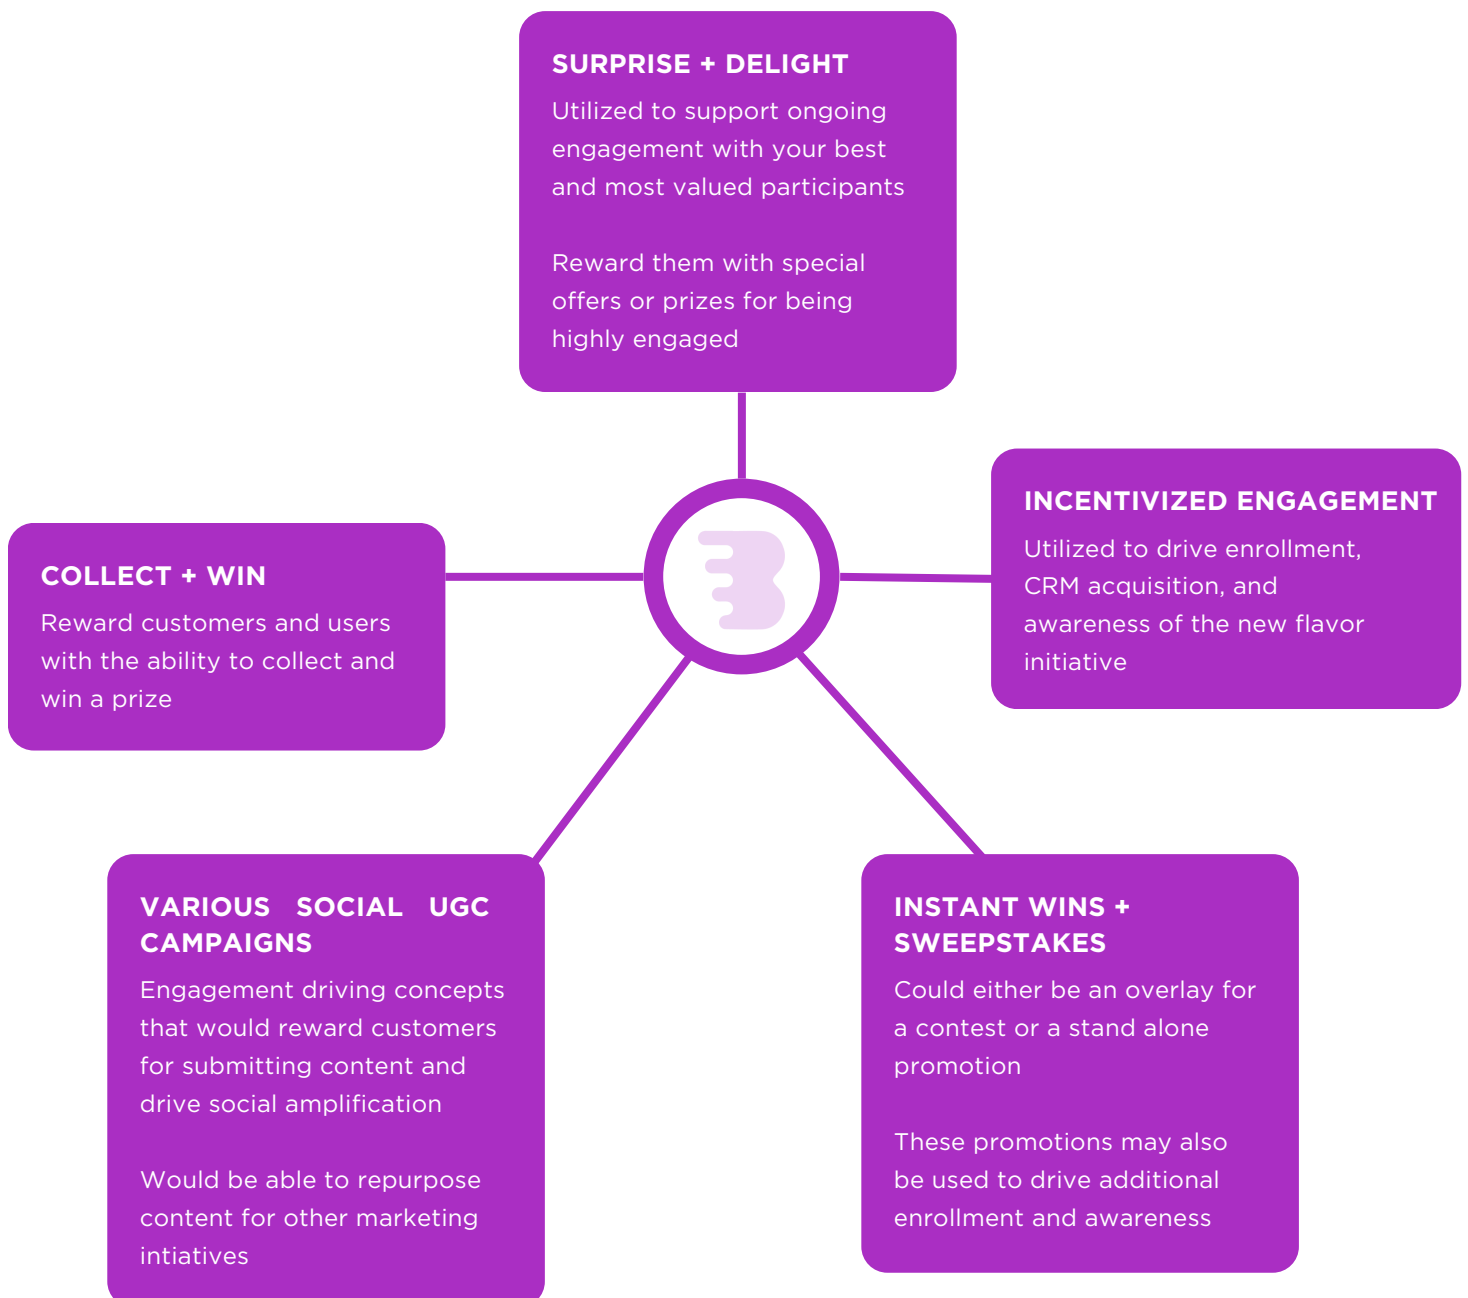 SURPRISE + DELIGHT
Utilized to support ongoing
engagement with your best
and most valued participants
Reward them with special
offers or prizes for being
highly engaged
INCENTIVIZED ENGAGEMENT
Utilized to drive enrollment,
CRM acquisition, and
awareness of the new flavor
initiative
COLLECT + WIN
Reward customers and users
with the ability to collect and
win a prize
VARIOUS SOCIAL UGC
CAMPAIGNS
Engagement driving concepts
that would reward customers
for submitting content and
drive social amplification
Would be able to repurpose
content for other marketing
intiatives
INSTANT WINS +
SWEEPSTAKES
Could either be an overlay for
a contest or a stand alone
promotion
These promotions may also
be used to drive additional
enrollment and awareness